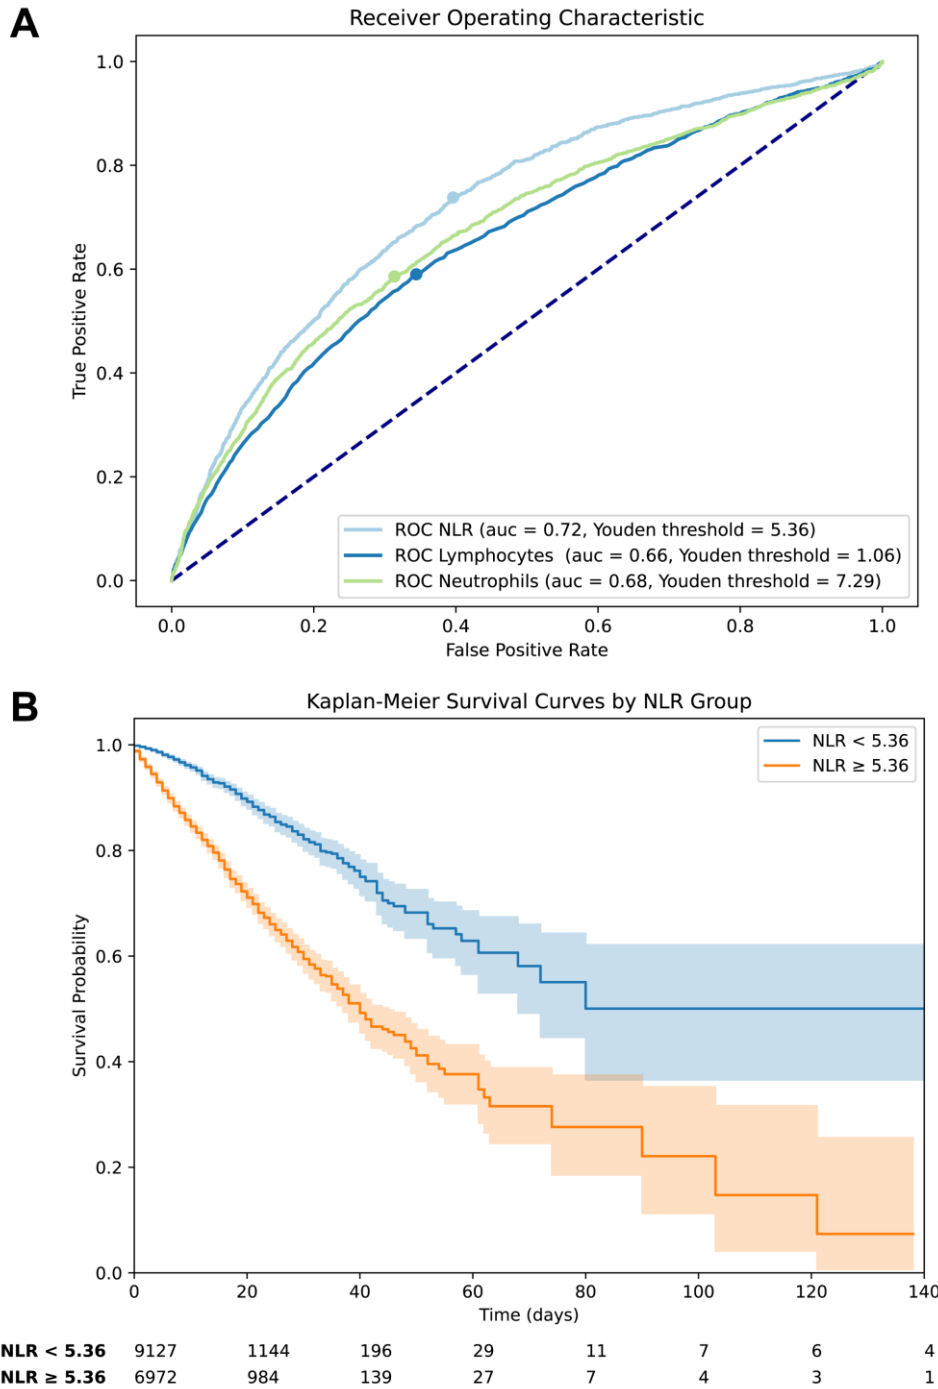 A
Receiver Operating Characteristic
True Positive Rate
1.0
0.8
0.6
0.4
0.2
0.0
ROC NLR (auc = 0.72, Youden threshold = 5.36)
ROC Lymphocytes (auc = 0.66, Youden threshold = 1.06)
ROC Neutrophils (auc = 0.68, Youden threshold = 7.29)
0.0 0.2 0.4 0.6 0.8 1.0
False Positive Rate
B
Kaplan-Meier Survival Curves by NLR Group
NLR < 5.36
NLR ≥ 5.36
Survival Probability
1.0
0.8
0.6
0.4
0.2
0.0
0 20 40 60 80 100 120 140
Time (days)
NLR < 5.36 9127 1144 196 29 11 7 6 4
NLR ≥ 5.36 6972 984 139 27 7 4 3 1